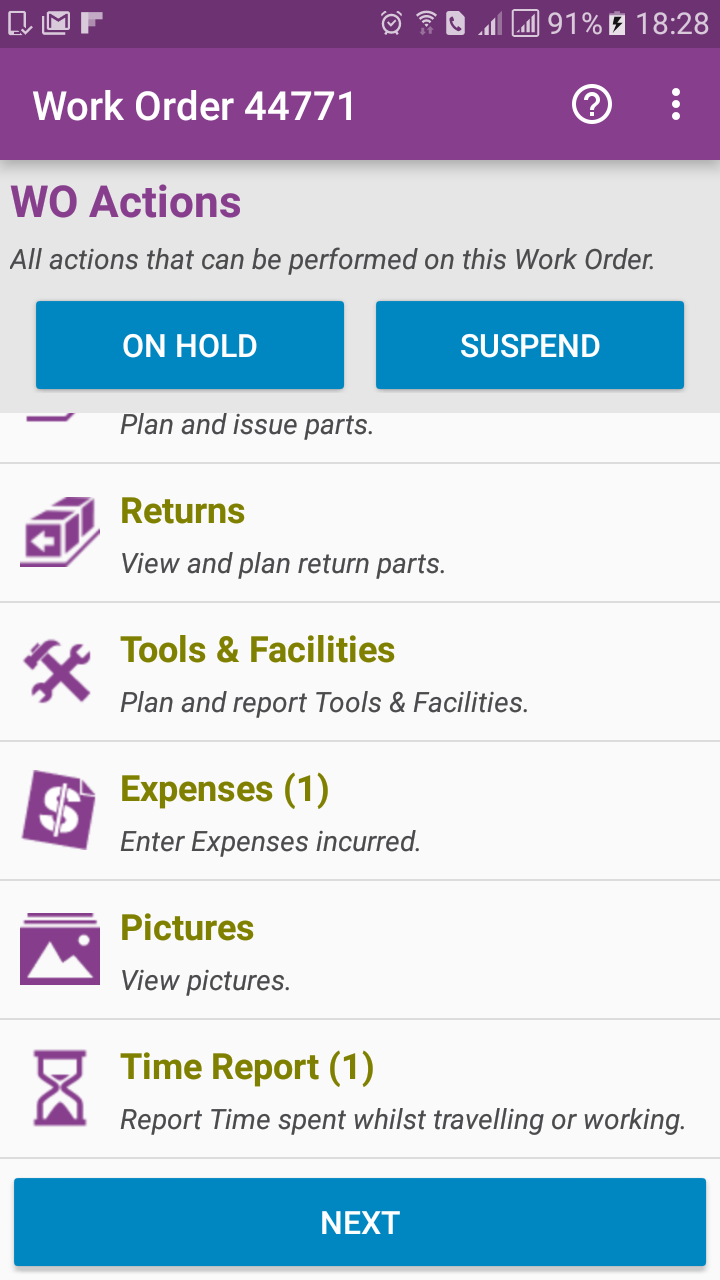 91% 18:28
Work Order 44771
WO Actions
All actions that can be performed on this Work Order.
ON HOLD SUSPEND
Plan and issue parts.
Returns
View and plan return parts.
Tools & Facilities
Plan and report Tools & Facilities.
Expenses (1)
Enter Expenses incurred.
Pictures
View pictures.
Time Report (1)
Report Time spent whilst travelling or working.
NEXT